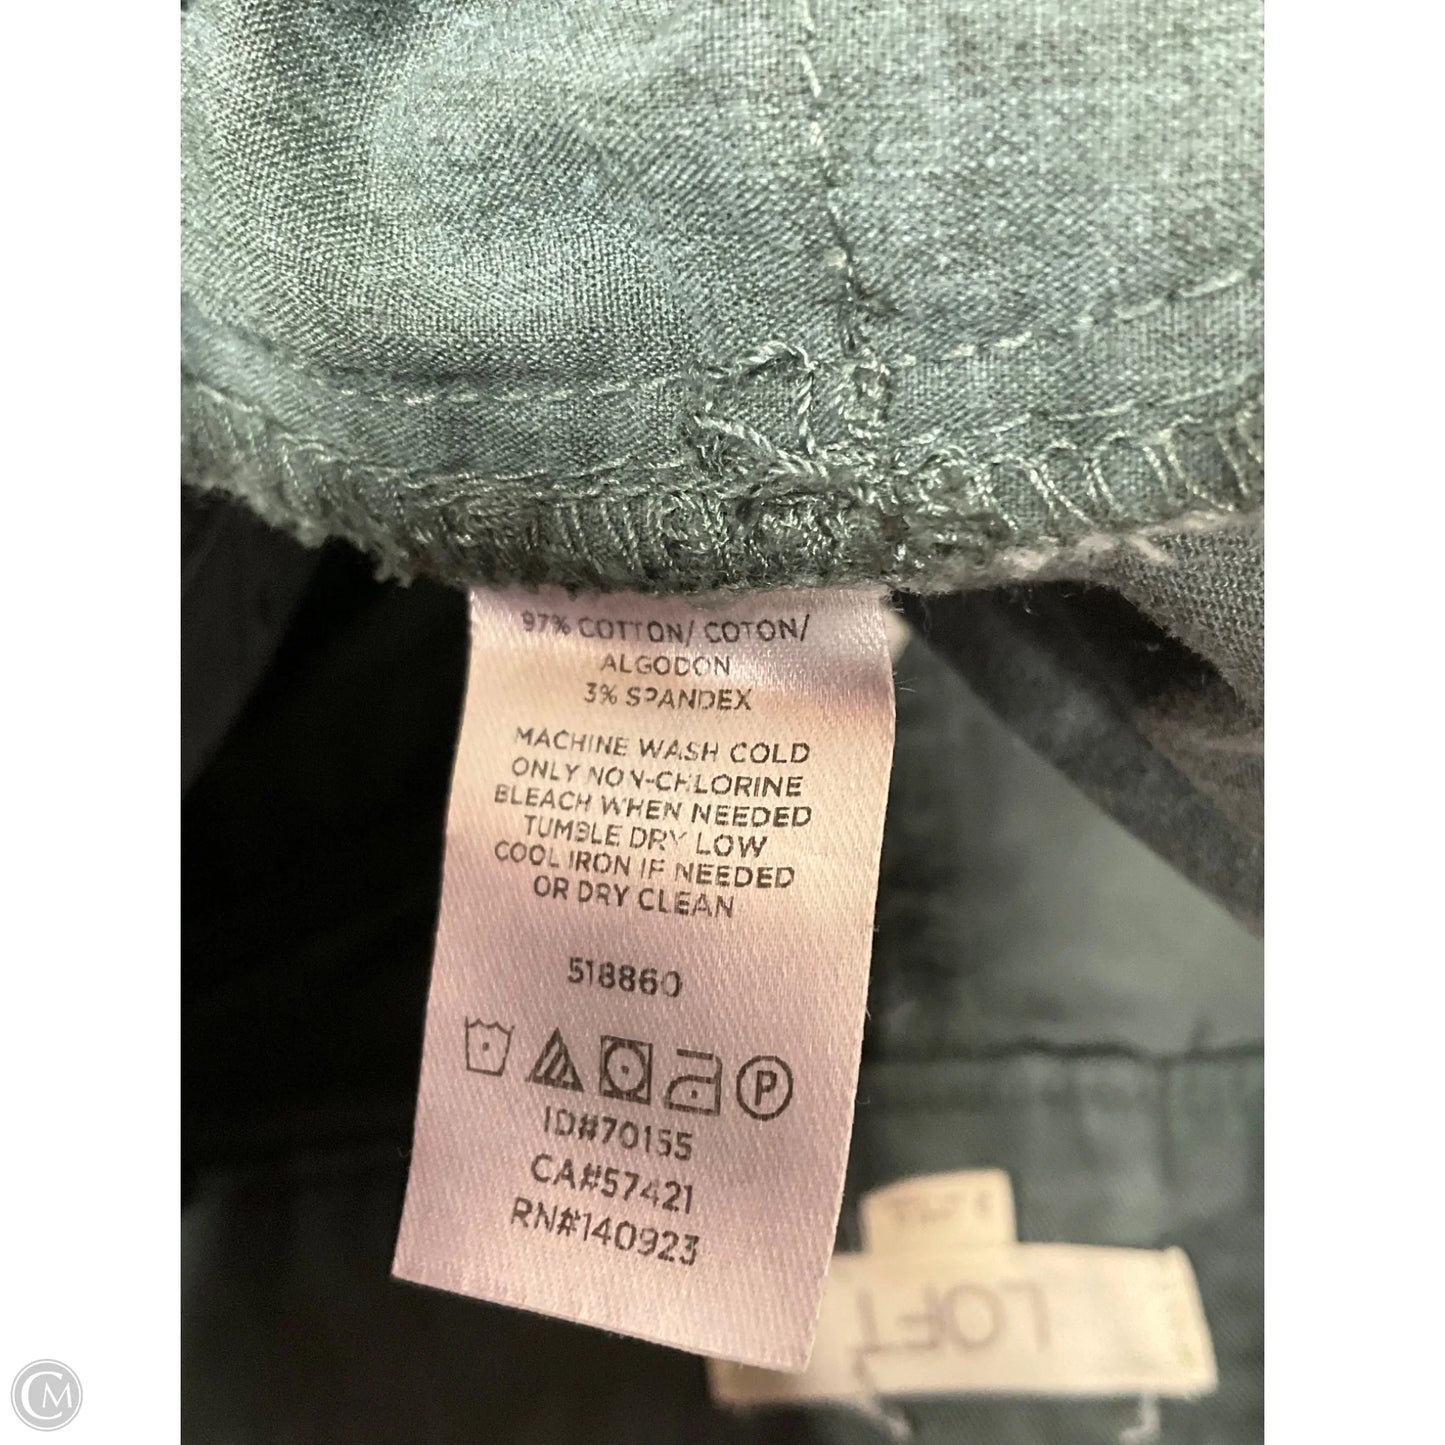 97% COTTON/ COTON/
ALGODON
3% SPANDEX
MACHINE WASH COLD
ONLY NON-CHLORINE
BLEACH WHEN NEEDED
TUMBLE DRY LOW
COOL IRON IF NEEDED
OR DRY CLEAN
518860
P
ID#70155
CA#57421
RN#140923
LOFT
CM